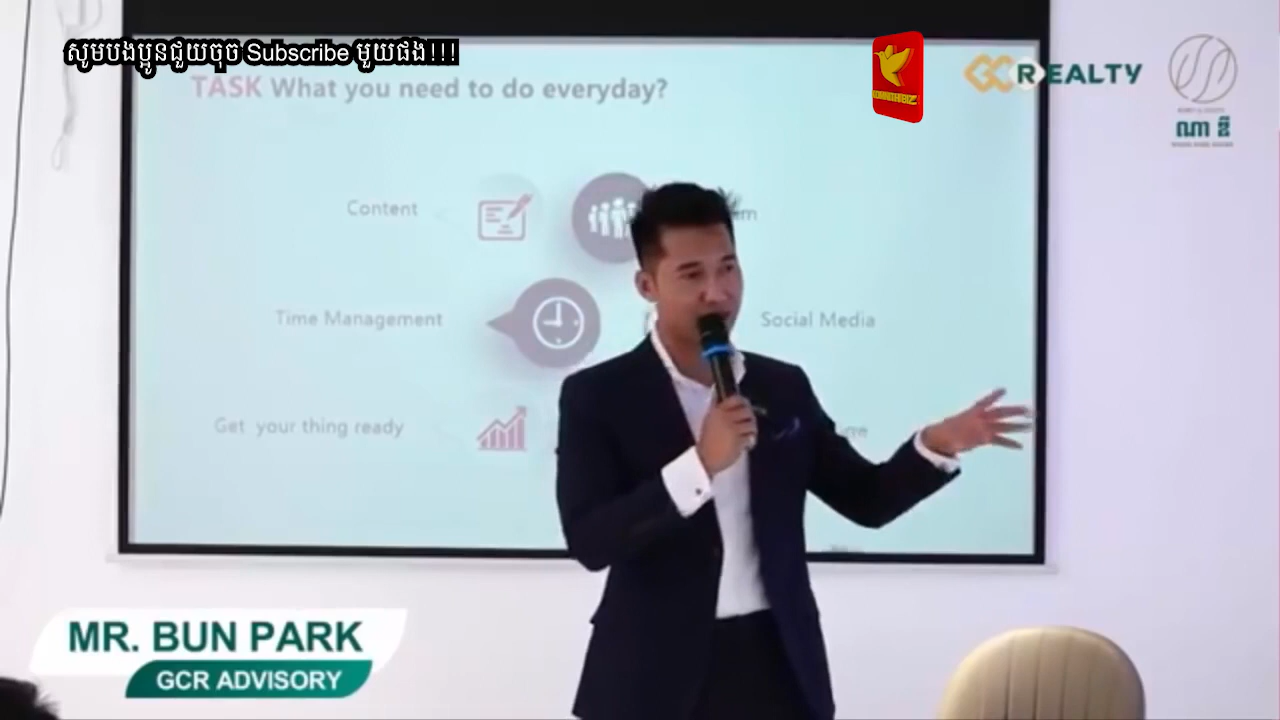 សូមបងប្អូនជួយចុច Subscribe មួយផង!!!
TASK What you need to do everyday?
GC REALTY
ណា ឌី
Content
Time Management
Social Media
Get your thing ready
MR. BUN PARK
GCR ADVISORY